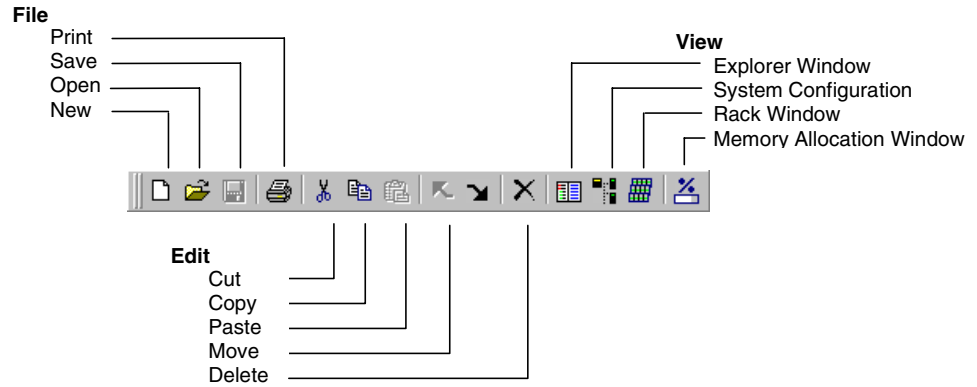 File
Print
Save
Open
New
View
Explorer Window
System Configuration
Rack Window
Memory Allocation Window
Edit
Cut
Copy
Paste
Move
Delete